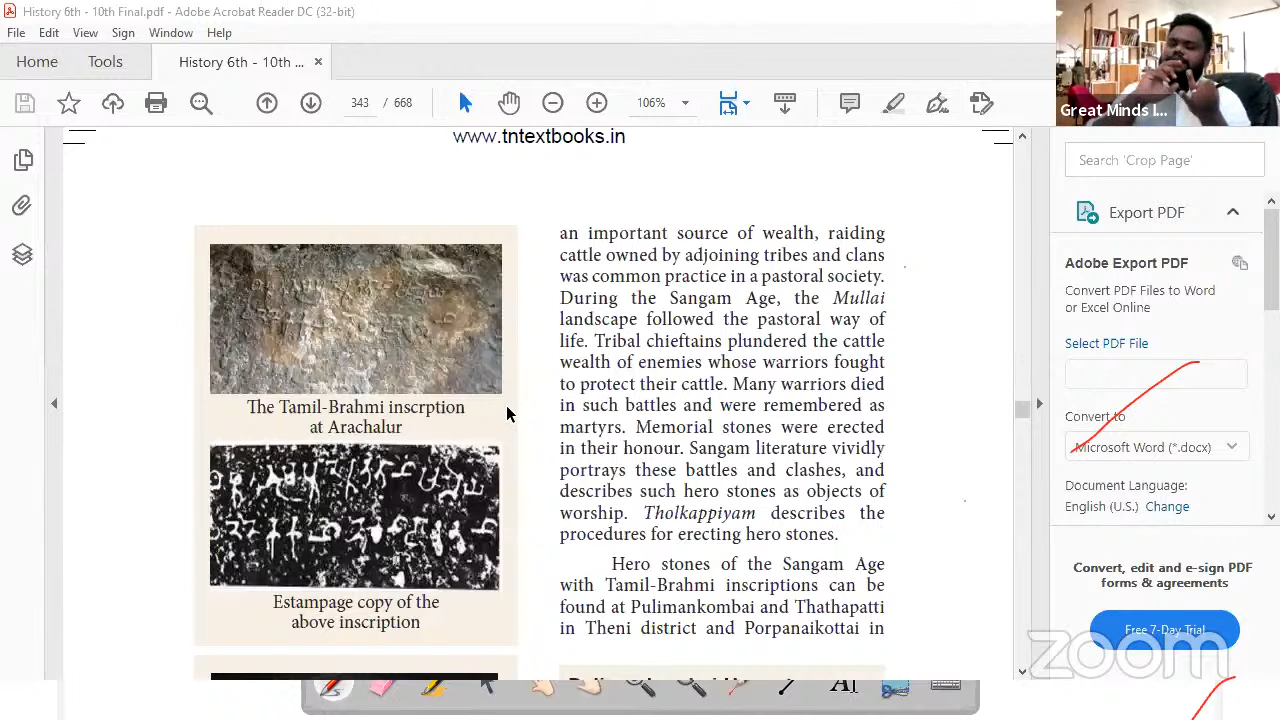 History 6th - 10th Final.pdf - Adobe Acrobat Reader DC (32-bit)
File Edit View Sign Window Help
Home Tools History 6th - 10th ... ×
343 / 668 106%
Great Minds I...
www.tntextbooks.in
The Tamil-Brahmi inscrption
at Arachalur
Estampage copy of the
above inscription
an important source of wealth, raiding
cattle owned by adjoining tribes and clans
was common practice in a pastoral society.
During the Sangam Age, the Mullai
landscape followed the pastoral way of
life. Tribal chieftains plundered the cattle
wealth of enemies whose warriors fought
to protect their cattle. Many warriors died
in such battles and were remembered as
martyrs. Memorial stones were erected
in their honour. Sangam literature vividly
portrays these battles and clashes, and
describes such hero stones as objects of
worship. Tholkappiyam describes the
procedures for erecting hero stones.
Hero stones of the Sangam Age
with Tamil-Brahmi inscriptions can be
found at Pulimankombai and Thathapatti
in Theni district and Porpanaikottai in
Search 'Crop Page'
Export PDF
Adobe Export PDF
Convert PDF Files to Word
or Excel Online
Select PDF File
Convert to
Microsoft Word (*.docx)
Document Language:
English (U.S.) Change
Convert, edit and e-sign PDF
forms & agreements
Free 7-Day Trial
zoom